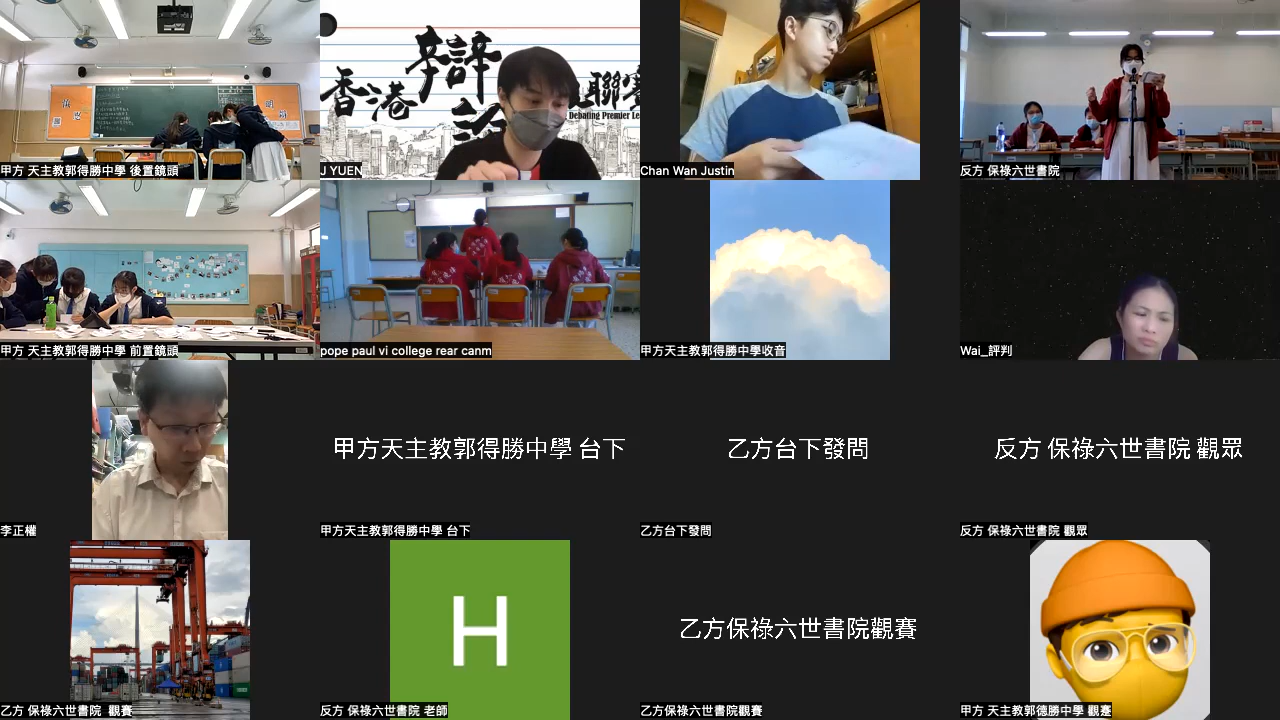 甲方 天主教郭得勝中學 後置鏡頭
香港
辯論
聯賽
Debating Premier Le
J YUEN
Chan Wan Justin
反方 保祿六世書院
甲方 天主教郭得勝中學 前置鏡頭
pope paul vi college rear canm
甲方天主教郭得勝中學收音
Wai_評判
李正權
甲方天主教郭得勝中學 台下
甲方天主教郭得勝中學 台下
乙方台下發問
乙方台下發問
反方 保祿六世書院 觀眾
反方 保祿六世書院 觀眾
乙方 保祿六世書院 觀賽
H
反方 保祿六世書院 老師
乙方保祿六世書院觀賽
乙方保祿六世書院觀賽
甲方 天主教郭德勝中學 觀臺